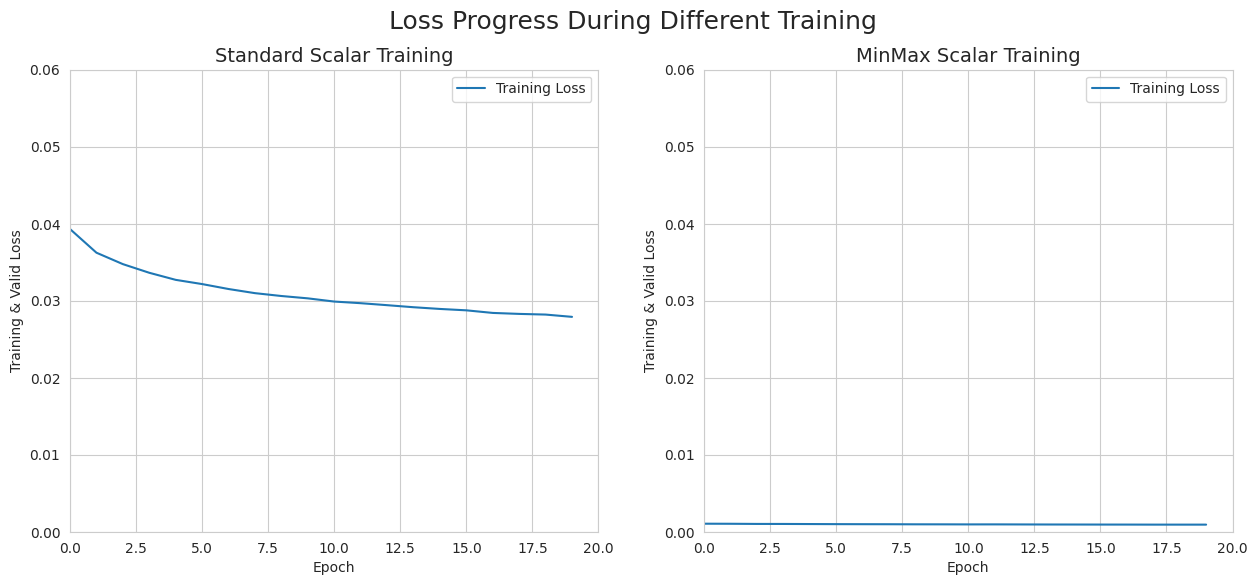 Loss Progress During Different Training
Standard Scalar Training
Training Loss
Training & Valid Loss
0.06
0.05
0.04
0.03
0.02
0.01
0.00
0.0 2.5 5.0 7.5 10.0 12.5 15.0 17.5 20.0
Epoch
MinMax Scalar Training
Training Loss
Training & Valid Loss
0.06
0.05
0.04
0.03
0.02
0.01
0.00
0.0 2.5 5.0 7.5 10.0 12.5 15.0 17.5 20.0
Epoch